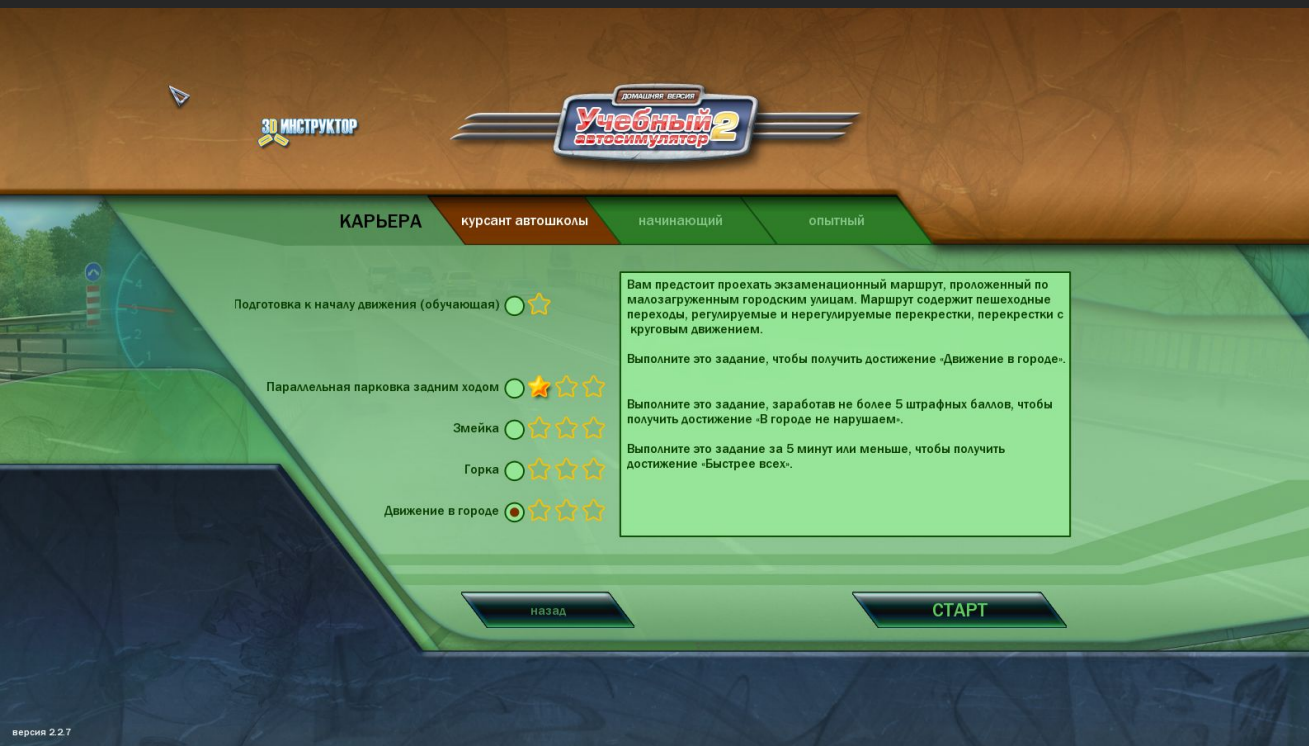 ДОМАШНЯЯ ВЕРСИЯ
3D ИНСТРУКТОР
Учебный 2
автосимулятор
КАРЬЕРА
курсант автошколы
начинающий
опытный
Подготовка к началу движения (обучающая)
Параллельная парковка задним ходом
Змейка
Горка
Движение в городе
Вам предстоит проехать экзаменационный маршрут, проложенный по
малозагруженным городским улицам. Маршрут содержит пешеходные
переходы, регулируемые и нерегулируемые перекрестки, перекрестки с
круговым движением.
Выполните это задание, чтобы получить достижение «Движение в городе».
Выполните это задание, заработав не более 5 штрафных баллов, чтобы
получить достижение «В городе не нарушаем».
Выполните это задание за 5 минут или меньше, чтобы получить
достижение «Быстрее всех».
назад
СТАРТ
версия 2.2.7